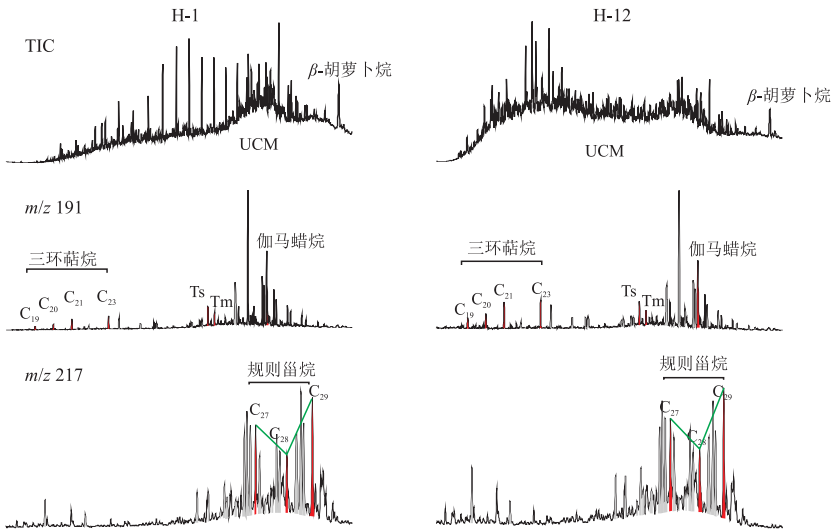 H-1
H-12
TIC
β-胡萝卜烷
β-胡萝卜烷
UCM
UCM
m/z 191
三环萜烷
伽马蜡烷
三环萜烷
伽马蜡烷
C19
C20
C21
C23
Ts
Tm
C19
C20
C21
C23
Ts
Tm
m/z 217
规则甾烷
规则甾烷
C27
C28
C29
C27
C28
C29